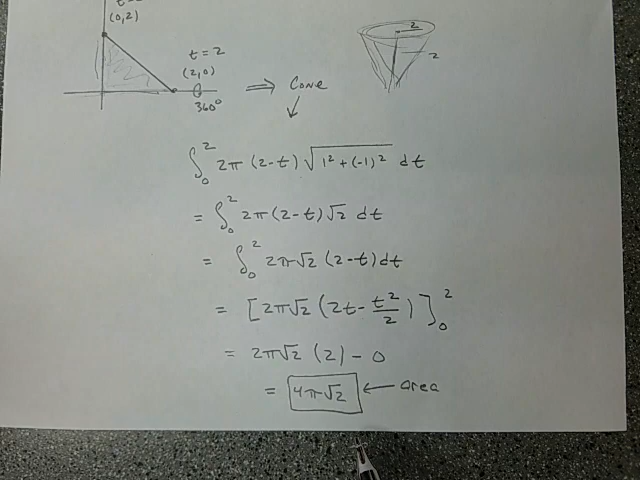 (0,2)
t=2
(2,0)
360°
⇒ Cone
2
2
∫₀² 2π (2-t) √(1²+(-1)²) dt
= ∫₀² 2π(2-t)√2 dt
= ∫₀² 2π√2 (2-t)dt
= [2π√2 (2t - t²/2)]₀²
= 2π√2 (2) - 0
= 4π√2 ← area